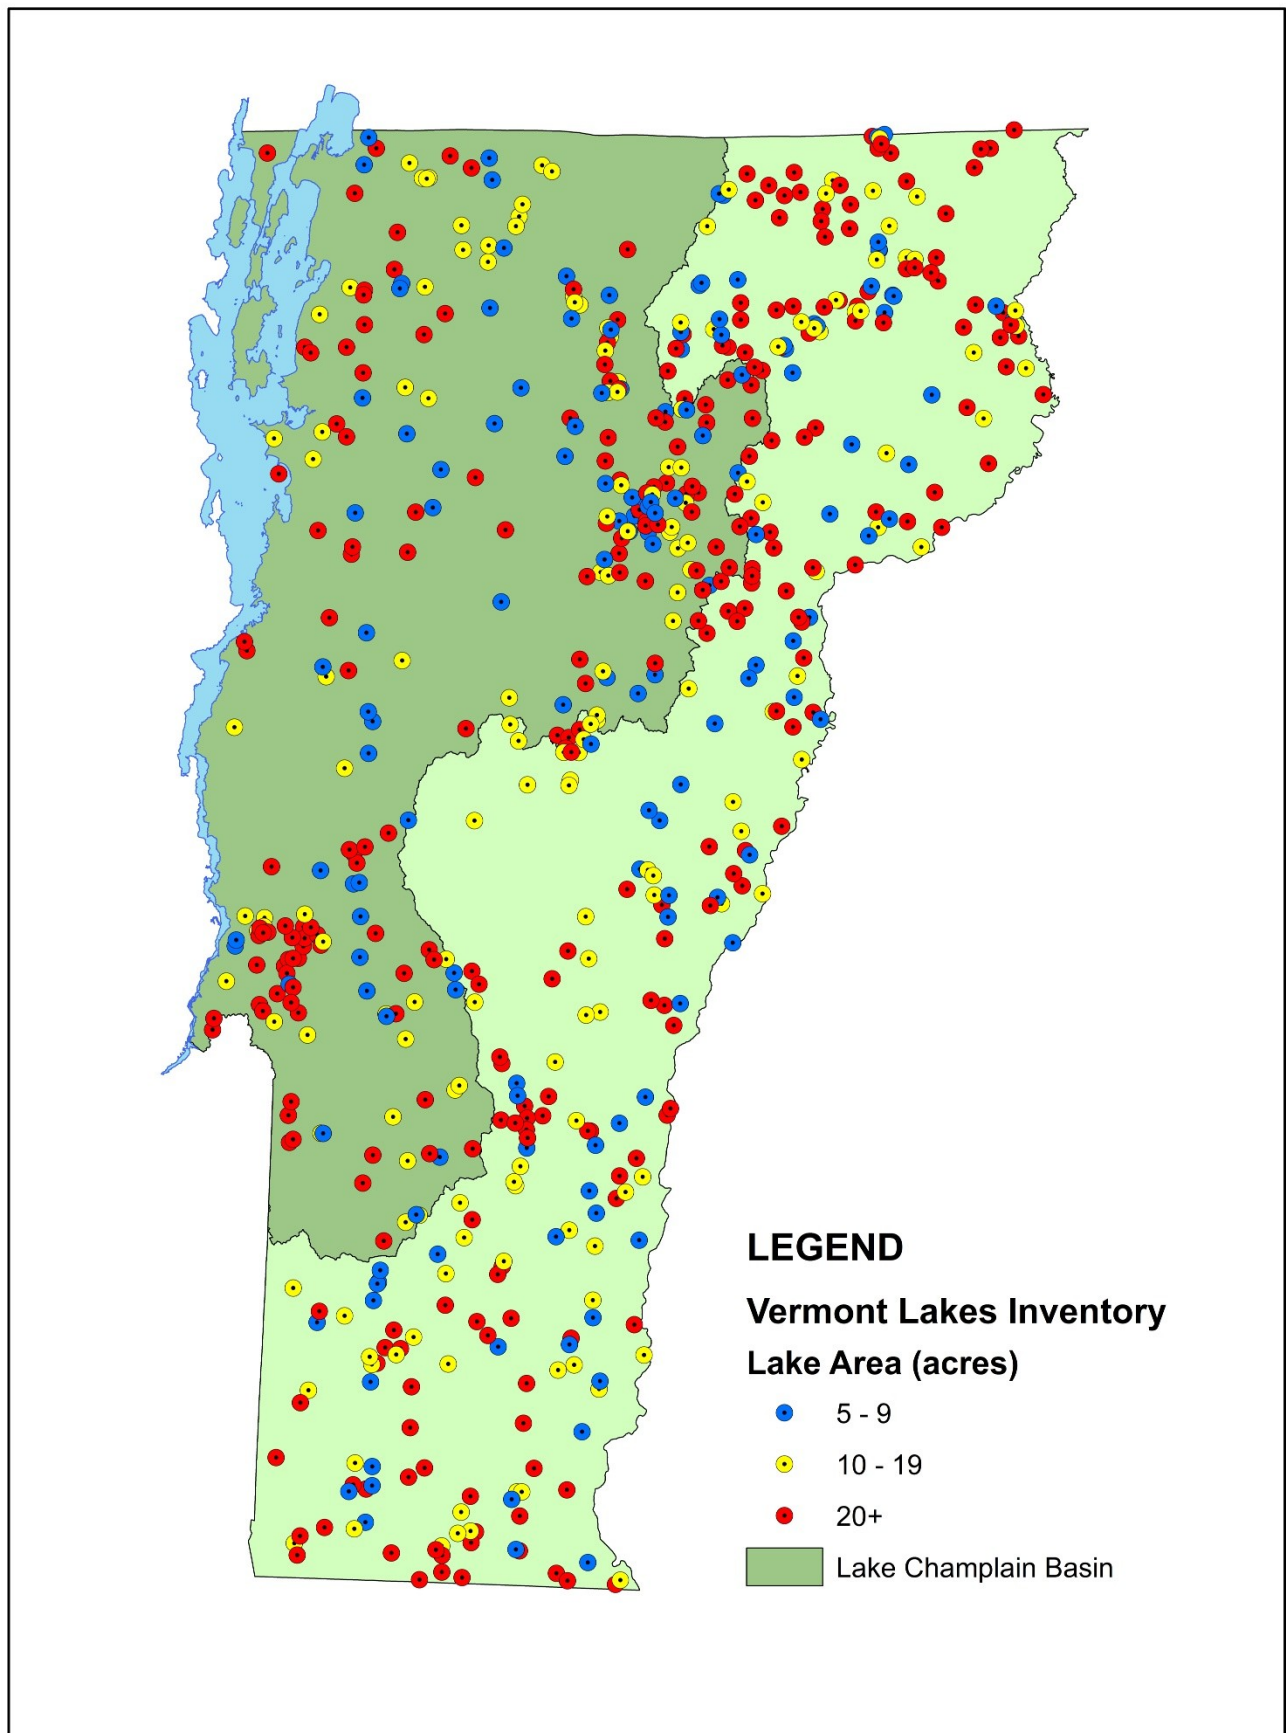 LEGEND
Vermont Lakes Inventory
Lake Area (acres)
5 - 9
10 - 19
20+
Lake Champlain Basin